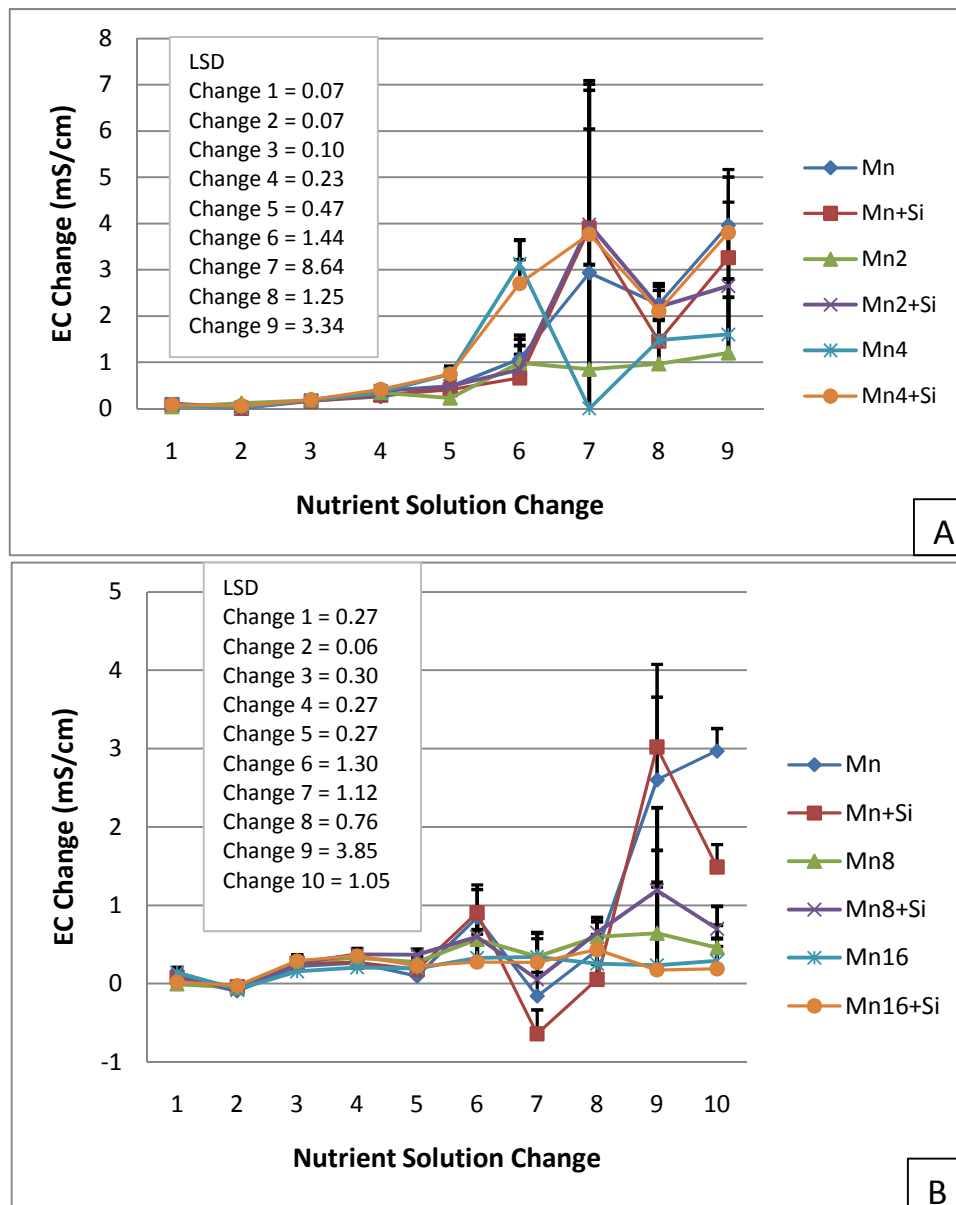 8
7
6
5
4
3
2
1
0
EC Change (mS/cm)
LSD
Change 1 = 0.07
Change 2 = 0.07
Change 3 = 0.10
Change 4 = 0.23
Change 5 = 0.47
Change 6 = 1.44
Change 7 = 8.64
Change 8 = 1.25
Change 9 = 3.34
Mn
Mn+Si
Mn2
Mn2+Si
Mn4
Mn4+Si
1 2 3 4 5 6 7 8 9
Nutrient Solution Change
A
5
4
3
2
1
0
-1
EC Change (mS/cm)
LSD
Change 1 = 0.27
Change 2 = 0.06
Change 3 = 0.30
Change 4 = 0.27
Change 5 = 0.27
Change 6 = 1.30
Change 7 = 1.12
Change 8 = 0.76
Change 9 = 3.85
Change 10 = 1.05
Mn
Mn+Si
Mn8
Mn8+Si
Mn16
Mn16+Si
1 2 3 4 5 6 7 8 9 10
Nutrient Solution Change
B